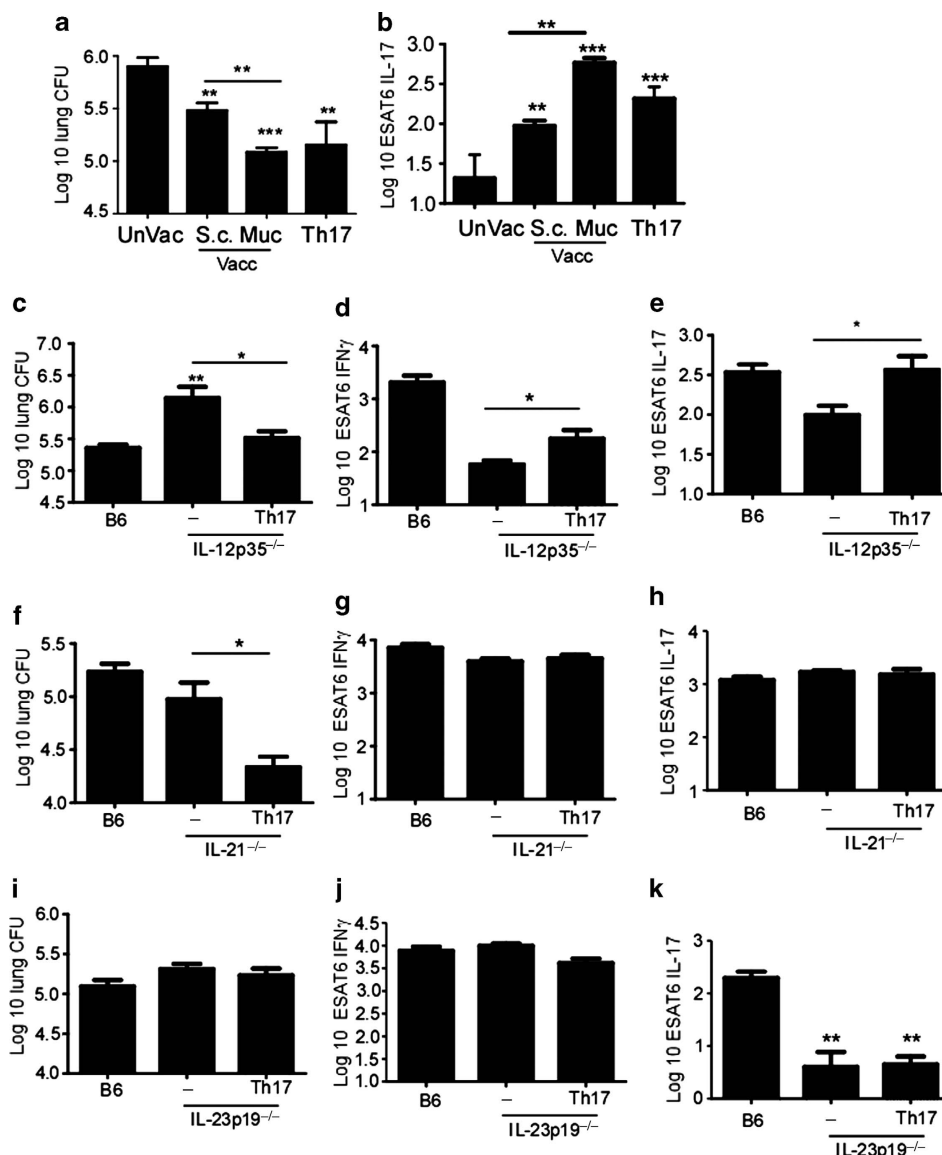 a
Log 10 lung CFU
6.0
5.5
5.0
4.5
**
**
***
**
UnVac S.c. Muc Th17
Vacc
b
Log 10 ESAT6 IL-17
3.0
2.5
2.0
1.5
1.0
**
**
***
***
UnVac S.c. Muc Th17
Vacc
c
Log 10 lung CFU
7.0
6.5
6.0
5.5
5.0
4.5
**
*
B6 – Th17
IL-12p35–/–
d
Log 10 ESAT6 IFNγ
4
3
2
1
*
B6 – Th17
IL-12p35–/–
e
Log 10 ESAT6 IL-17
3.0
2.5
2.0
1.5
1.0
*
B6 – Th17
IL-12p35–/–
f
Log 10 lung CFU
5.5
5.0
4.5
4.0
*
B6 – Th17
IL-21–/–
g
Log 10 ESAT6 IFNγ
4
3
2
1
B6 – Th17
IL-21–/–
h
Log 10 ESAT6 IL-17
4
3
2
1
B6 – Th17
IL-21–/–
i
Log 10 lung CFU
6.0
5.5
5.0
4.5
4.0
B6 – Th17
IL-23p19–/–
j
Log 10 ESAT6 IFNγ
4.5
4.0
3.5
3.0
2.5
2.0
1.5
1.0
B6 – Th17
IL-23p19–/–
k
Log 10 ESAT6 IL-17
3
2
1
0
**
**
B6 – Th17
IL-23p19–/–